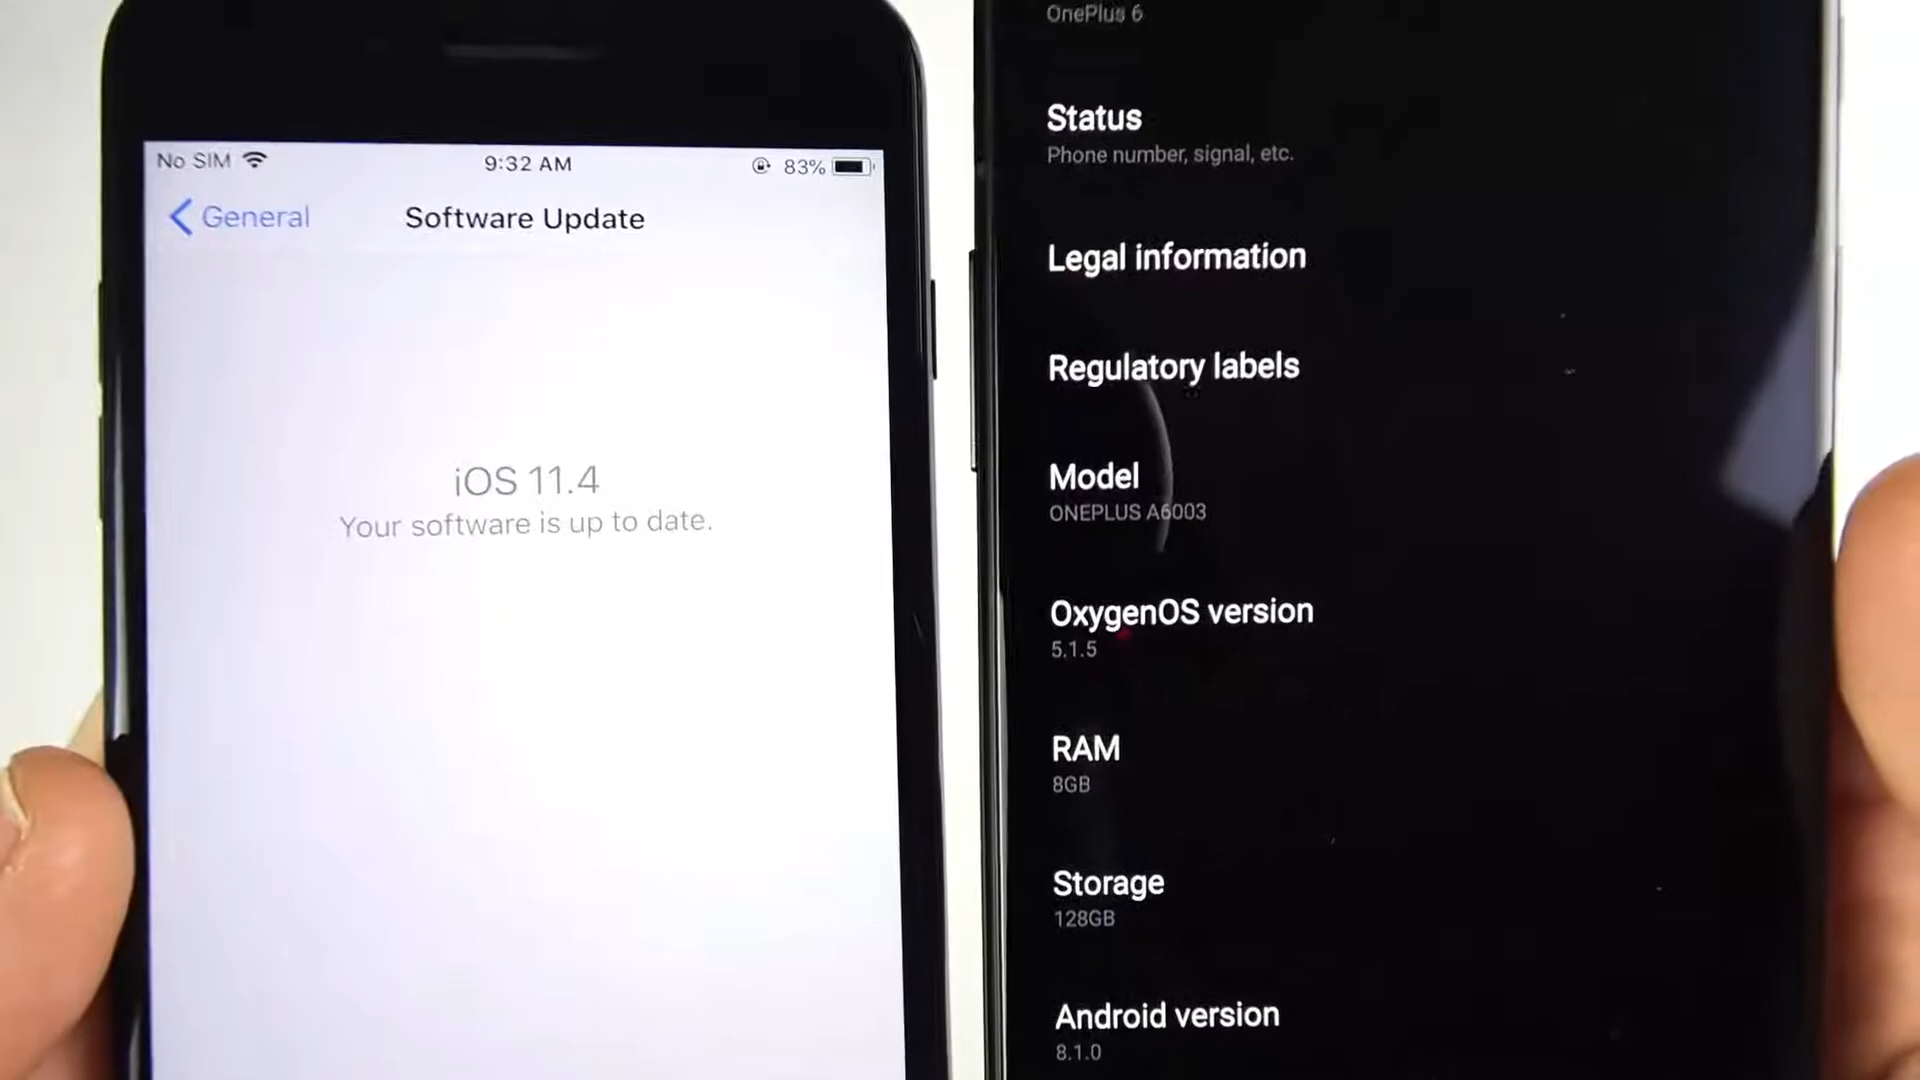 No SIM
9:32 AM
83%
General
Software Update
iOS 11.4
Your software is up to date.
OnePlus 6
Status
Phone number, signal, etc.
Legal information
Regulatory labels
Model
ONEPLUS A6003
OxygenOS version
5.1.5
RAM
8GB
Storage
128GB
Android version
8.1.0